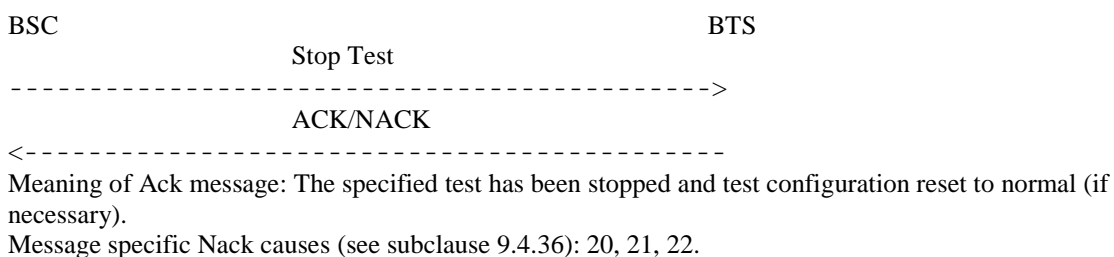 BSC BTS
Stop Test
- - - - - - - - - - - - - - - - - - - - - - - - - - - - - - - - - - - - - - - - - - - ->
ACK/NACK
<- - - - - - - - - - - - - - - - - - - - - - - - - - - - - - - - - - - - - - - - - - - -
Meaning of Ack message: The specified test has been stopped and test configuration reset to normal (if
necessary).
Message specific Nack causes (see subclause 9.4.36): 20, 21, 22.